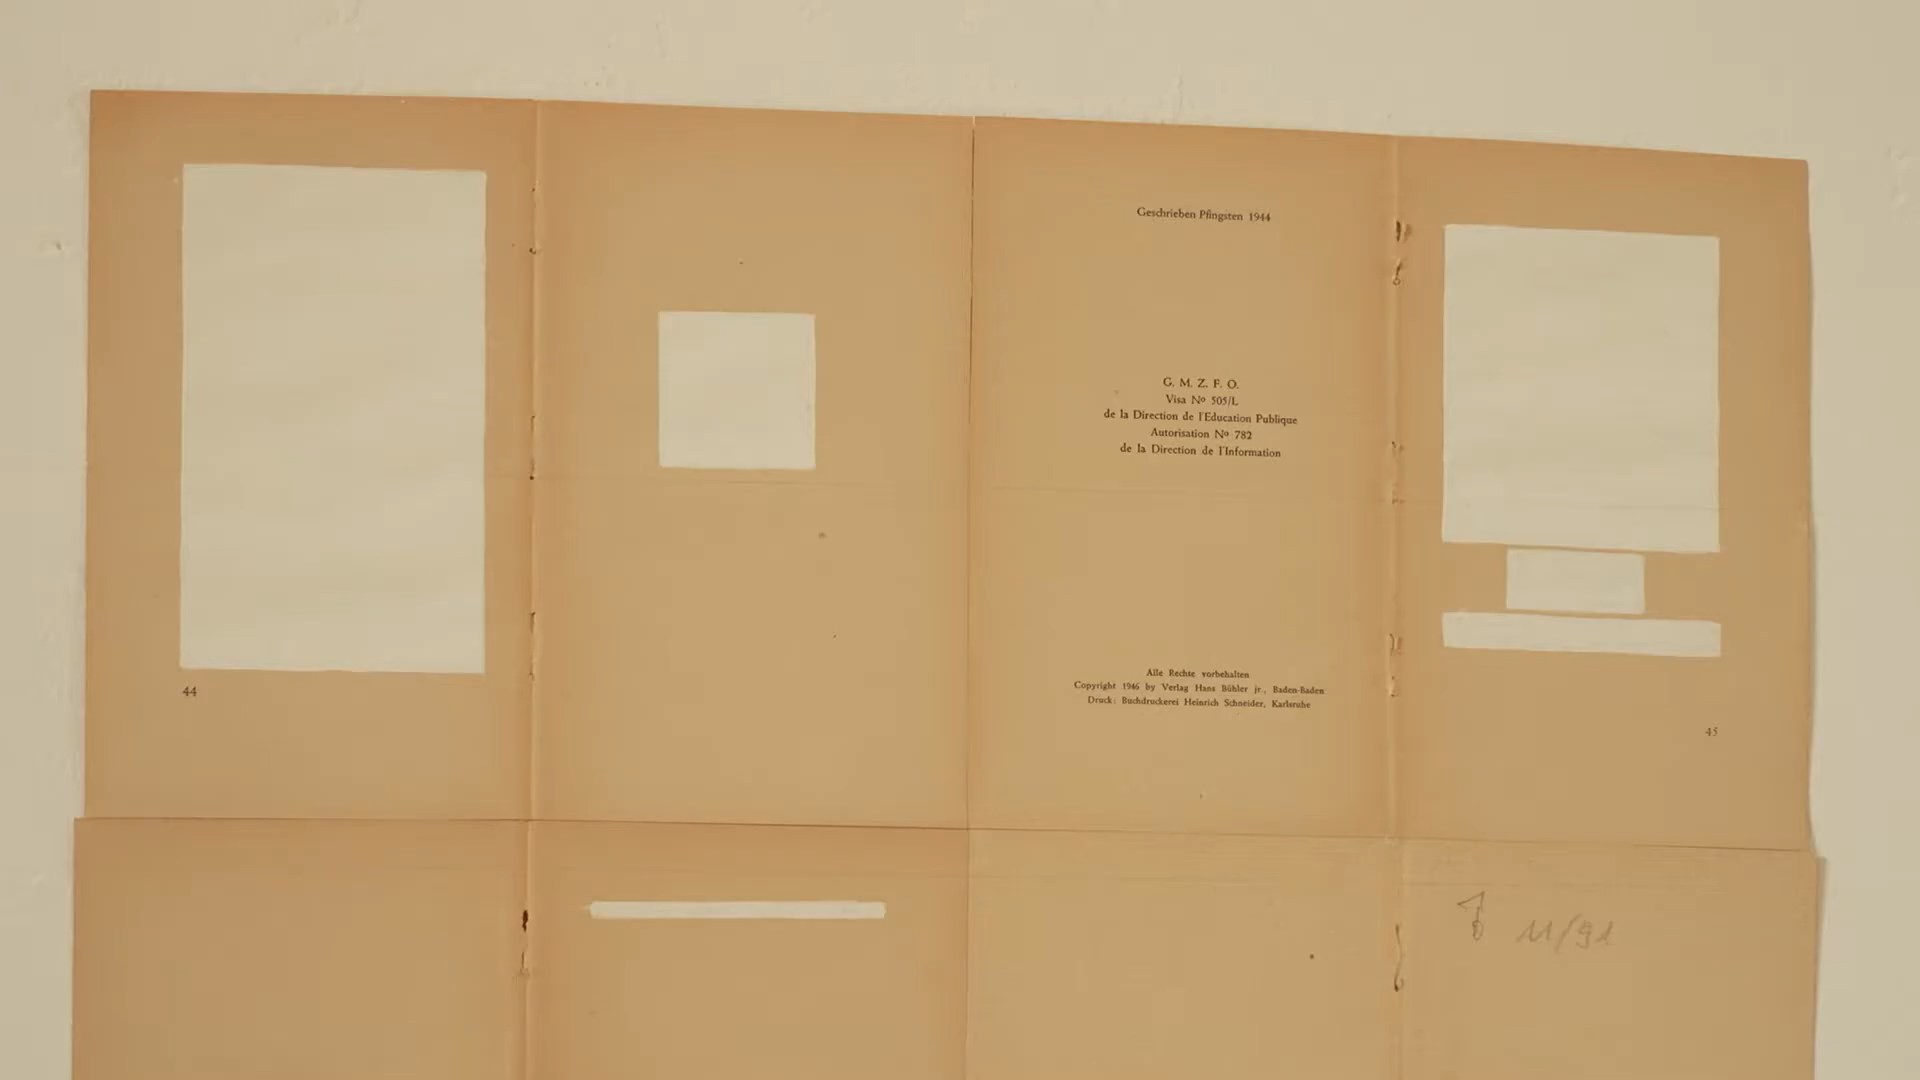 Geschrieben Pfingsten 1944
G. M. Z. F. O.
Visa Nº 505/L
de la Direction de l'Education Publique
Autorisation Nº 782
de la Direction de l'Information
Alle Rechte vorbehalten
Copyright 1946 by Verlag Hans Bühler jr., Baden-Baden
Druck: Buchdruckerei Heinrich Schneider, Karlsruhe
44
45
11/91